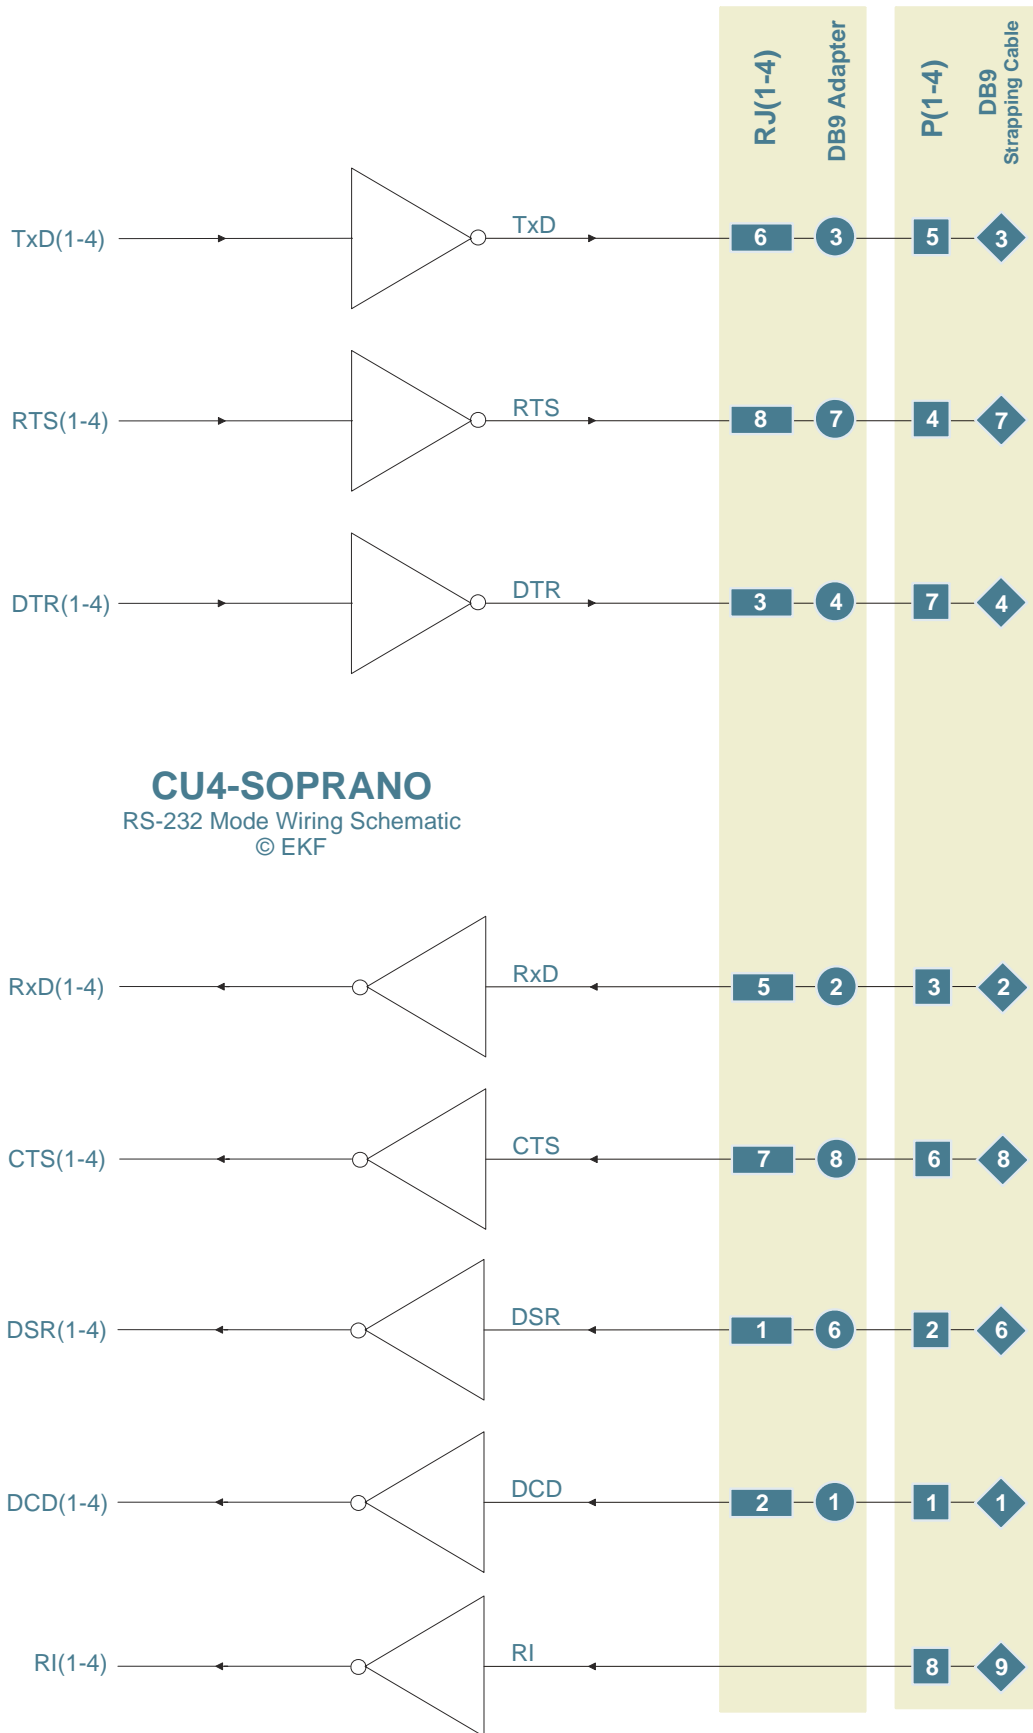 RJ(1-4)
DB9 Adapter
P(1-4)
DB9
Strapping Cable
TxD(1-4) TxD 6 3 5 3
RTS(1-4) RTS 8 7 4 7
DTR(1-4) DTR 3 4 7 4
CU4-SOPRANO
RS-232 Mode Wiring Schematic
© EKF
RxD(1-4) RxD 5 2 3 2
CTS(1-4) CTS 7 8 6 8
DSR(1-4) DSR 1 6 2 6
DCD(1-4) DCD 2 1 1 1
RI(1-4) RI 8 9